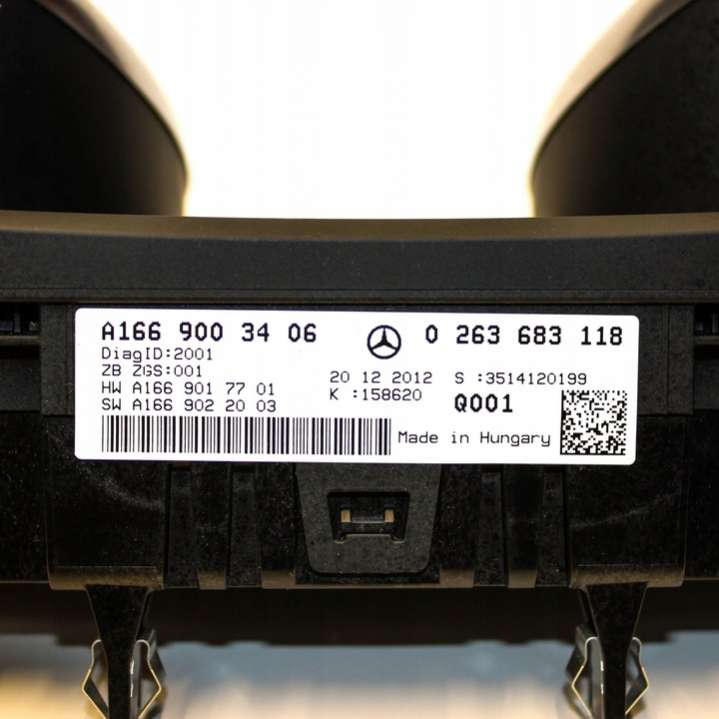 A166 900 34 06 0 263 683 118
DiagID:2001
ZB ZGS:001
20 12 2012 S :3514120199
HW A166 901 77 01
K :158620 Q001
SW A166 902 20 03
Made in Hungary